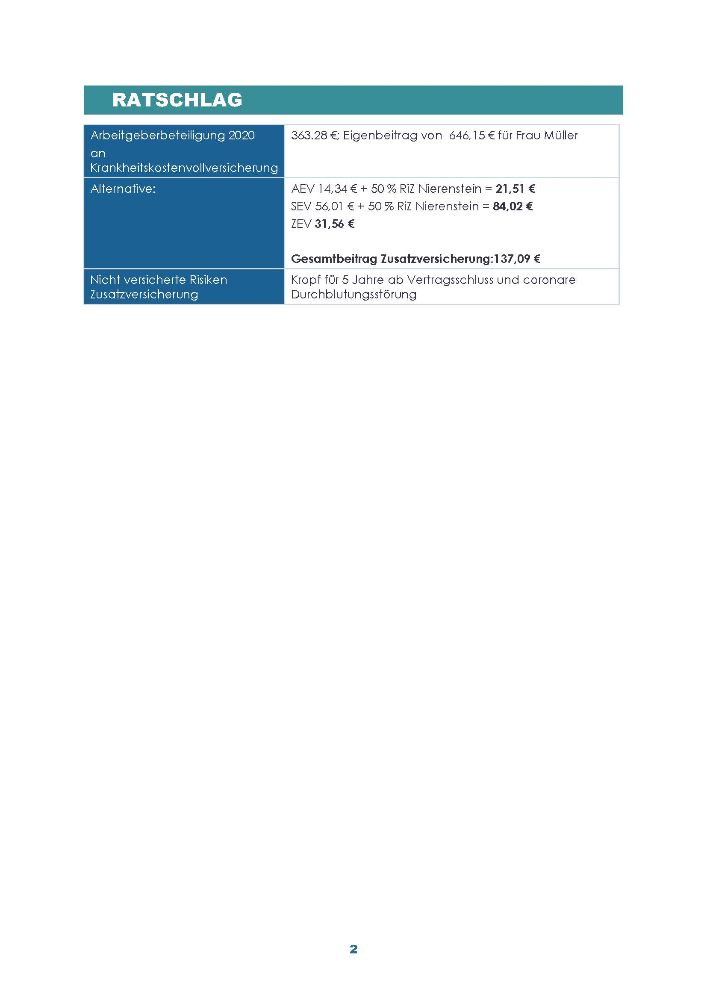 RATSCHLAG
Arbeitgeberbeteiligung 2020
an
Krankheitskostenvollversicherung
363.28 €; Eigenbeitrag von  646,15 € für Frau Müller
Alternative:
AEV 14,34 € + 50 % RiZ Nierenstein = 21,51 €
SEV 56,01 € + 50 % RiZ Nierenstein = 84,02 €
ZEV 31,56 €
Gesamtbeitrag Zusatzversicherung:137,09 €
Nicht versicherte Risiken
Zusatzversicherung
Kropf für 5 Jahre ab Vertragsschluss und coronare
Durchblutungsstörung
2